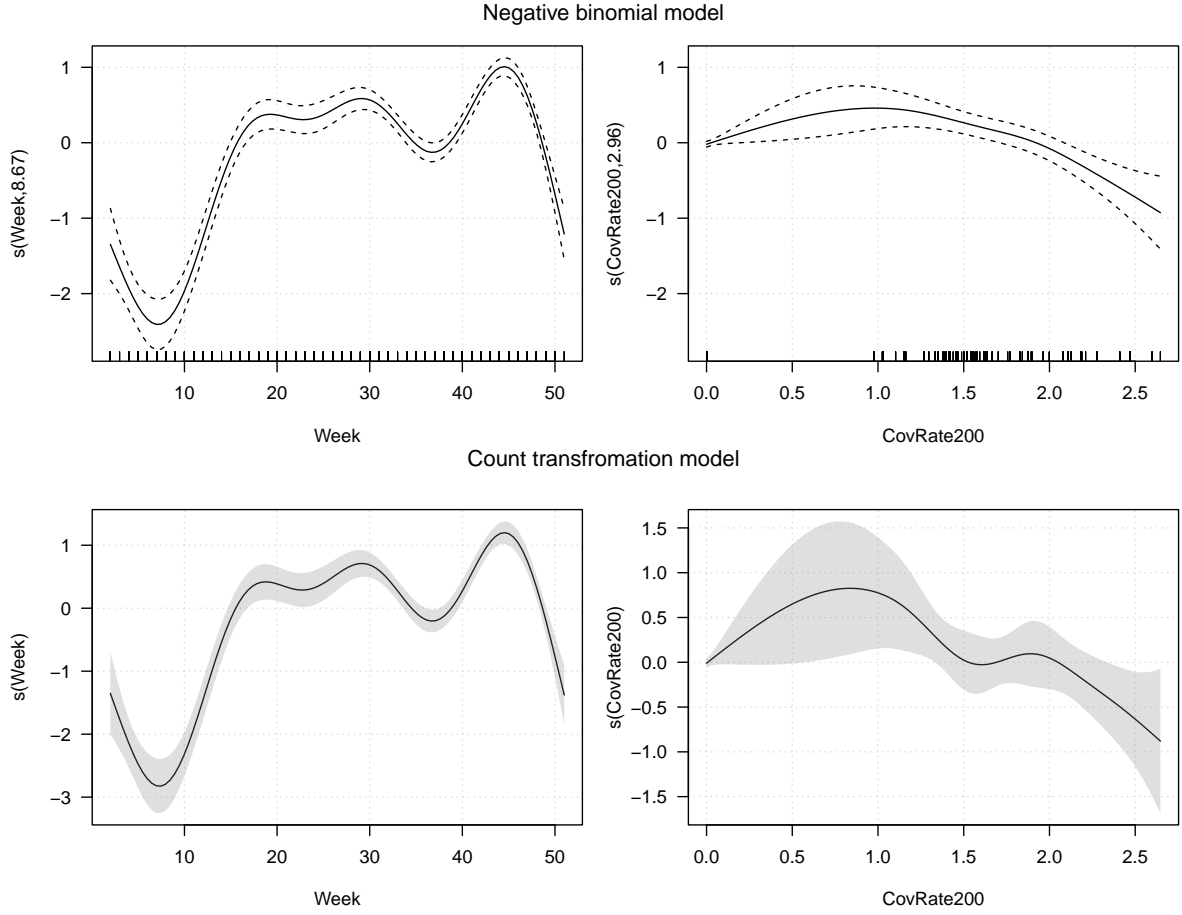 Negative binomial model
s(Week,8.67)
1
0
−1
−2
10 20 30 40 50
Week
s(CovRate200,2.96)
1
0
−1
−2
0.0 0.5 1.0 1.5 2.0 2.5
CovRate200
Count transfromation model
s(Week)
1
0
−1
−2
−3
10 20 30 40 50
Week
s(CovRate200)
1.5
1.0
0.5
0.0
−0.5
−1.0
−1.5
0.0 0.5 1.0 1.5 2.0 2.5
CovRate200